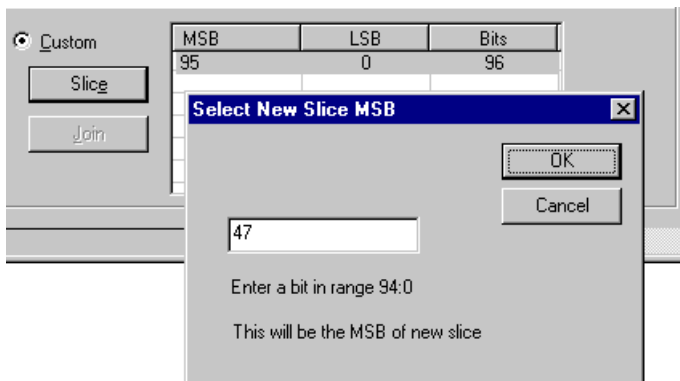 Custom
MSB LSB Bits
95 0 96
Slice
Join
Select New Slice MSB
OK
Cancel
47
Enter a bit in range 94:0
This will be the MSB of new slice